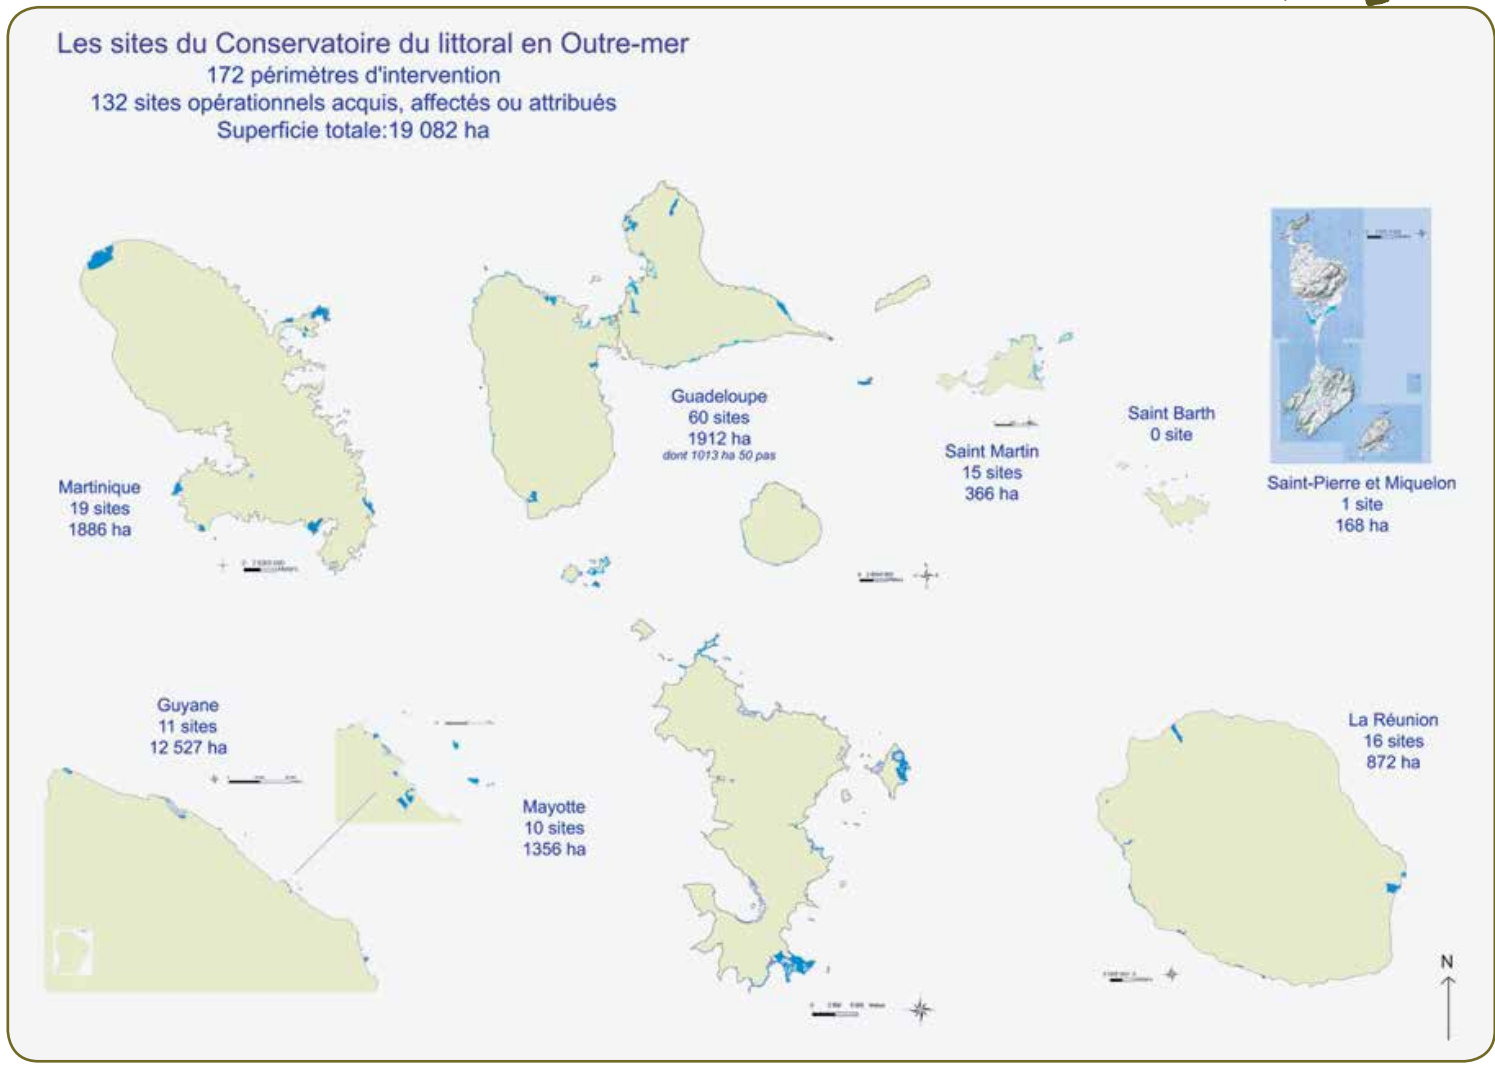 Les sites du Conservatoire du littoral en Outre-mer
172 périmètres d'intervention
132 sites opérationnels acquis, affectés ou attribués
Superficie totale:19 082 ha
Martinique
19 sites
1886 ha
Guadeloupe
60 sites
1912 ha
dont 1013 ha 50 pas
Saint Martin
15 sites
366 ha
Saint Barth
0 site
Saint-Pierre et Miquelon
1 site
168 ha
Guyane
11 sites
12 527 ha
Mayotte
10 sites
1356 ha
La Réunion
16 sites
872 ha
N